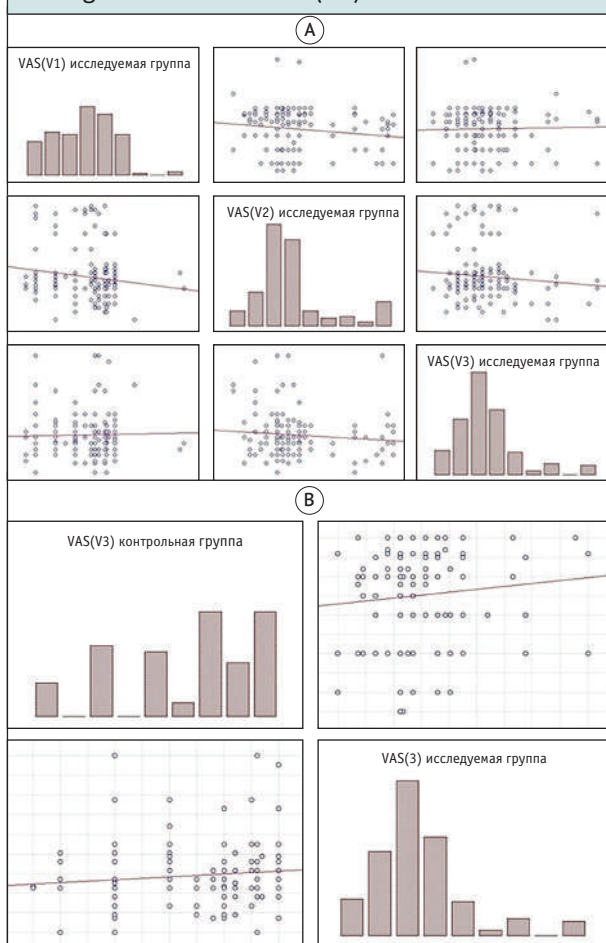 A
VAS(V1) исследуемая группа
VAS(V2) исследуемая группа
VAS(V3) исследуемая группа
B
VAS(V3) контрольная группа
VAS(3) исследуемая группа